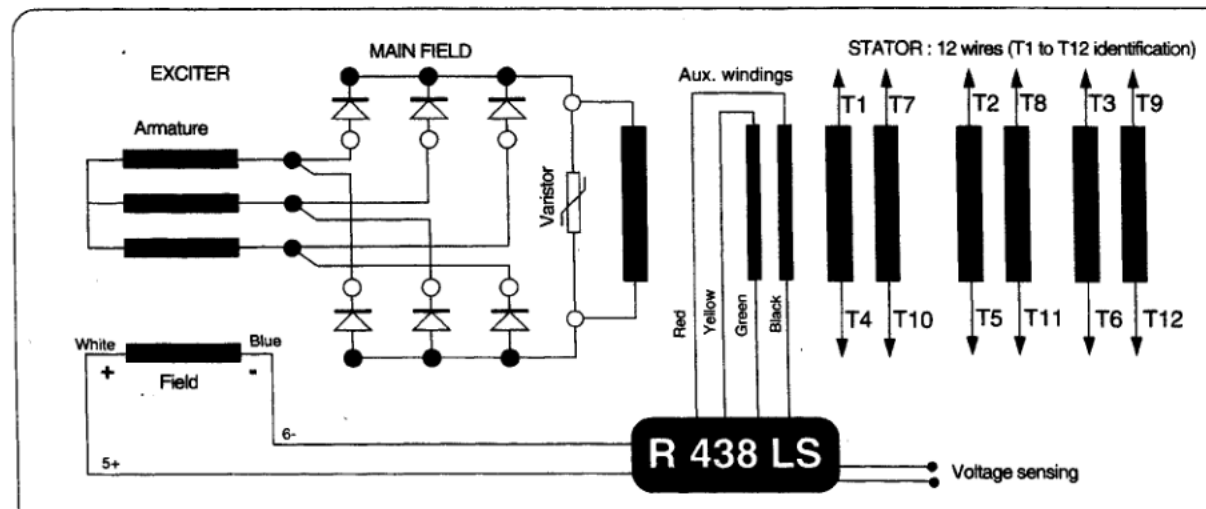 MAIN FIELD
STATOR : 12 wires (T1 to T12 identification)
EXCITER
Aux. windings
Armature
T1 T7 T2 T8 T3 T9
Varistor
Red
Yellow
Green
Black
T4 T10 T5 T11 T6 T12
White
Blue
+
-
Field
6-
5+
R 438 LS
Voltage sensing